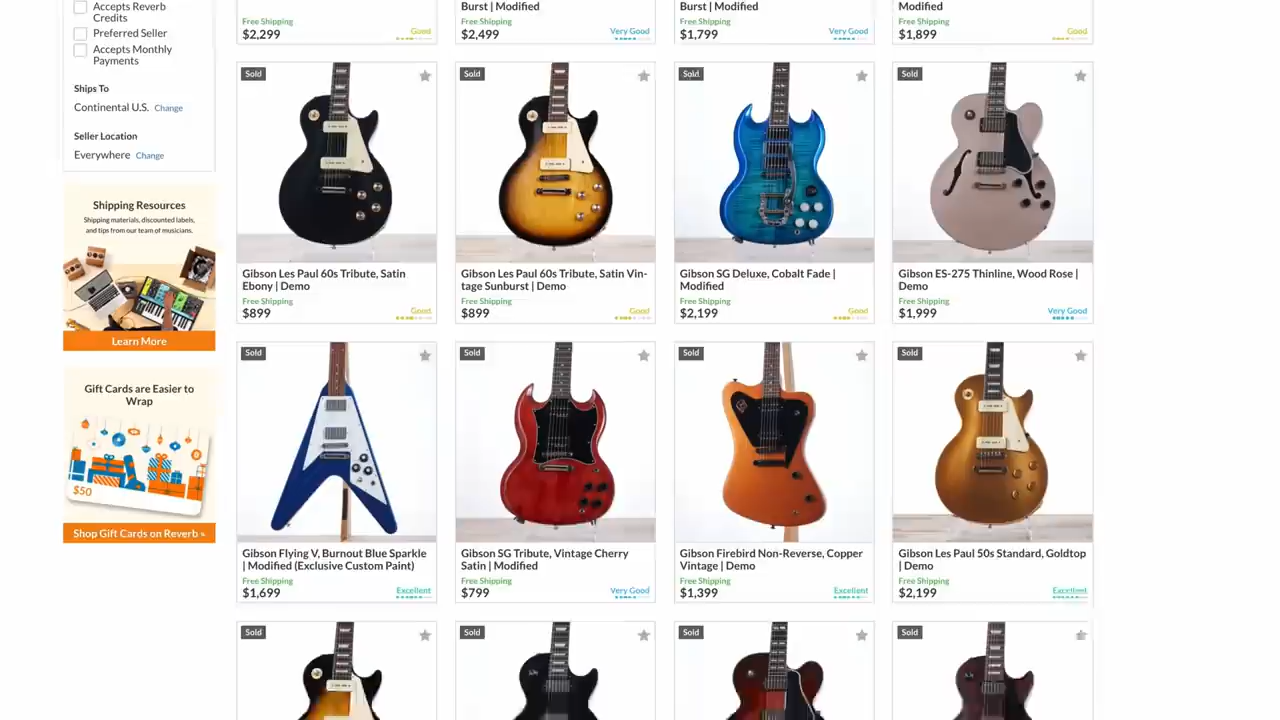 Accepts Reverb
Credits
Preferred Seller
Accepts Monthly
Payments
Ships To
Continental U.S. Change
Seller Location
Everywhere Change
Shipping Resources
Shipping materials, discounted labels,
and tips from our team of musicians.
Learn More
Gift Cards are Easier to
Wrap
$50
Shop Gift Cards on Reverb »
Burst | Modified
Free Shipping
$2,299
Good
Burst | Modified
Free Shipping
$2,499
Very Good
Burst | Modified
Free Shipping
$1,799
Very Good
Modified
Free Shipping
$1,899
Good
Sold
Gibson Les Paul 60s Tribute, Satin
Ebony | Demo
Free Shipping
$899
Good
Sold
Gibson Les Paul 60s Tribute, Satin Vin-
tage Sunburst | Demo
Free Shipping
$899
Good
Sold
Gibson SG Deluxe, Cobalt Fade |
Modified
Free Shipping
$2,199
Good
Sold
Gibson ES-275 Thinline, Wood Rose |
Demo
Free Shipping
$1,999
Very Good
Sold
Gibson Flying V, Burnout Blue Sparkle
| Modified (Exclusive Custom Paint)
Free Shipping
$1,699
Excellent
Sold
Gibson SG Tribute, Vintage Cherry
Satin | Modified
Free Shipping
$799
Very Good
Sold
Gibson Firebird Non-Reverse, Copper
Vintage | Demo
Free Shipping
$1,399
Excellent
Sold
Gibson Les Paul 50s Standard, Goldtop
| Demo
Free Shipping
$2,199
Excellent
Sold
Sold
Sold
Sold